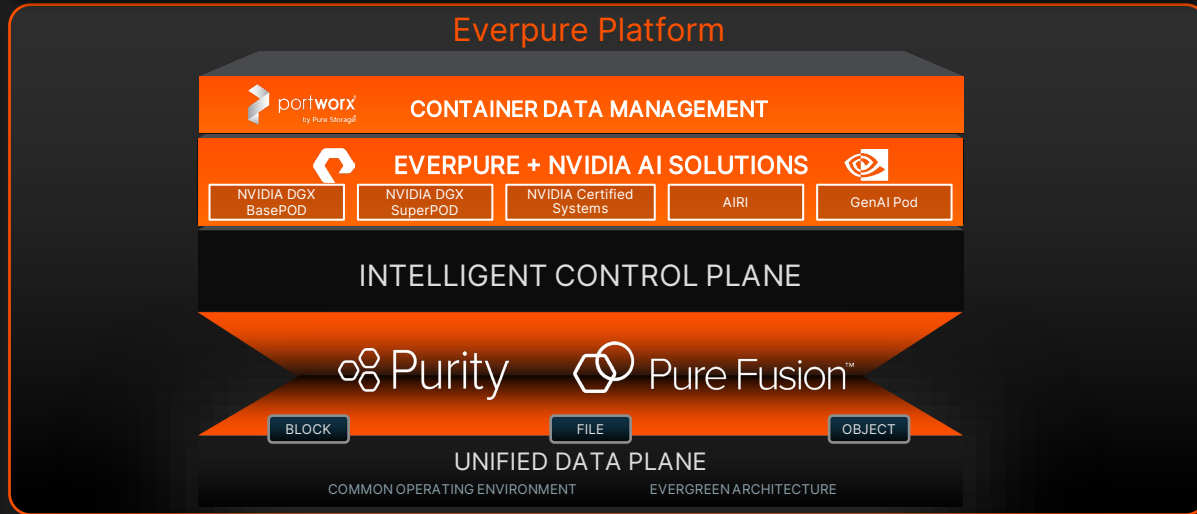 Everpure Platform
portworx
by Pure Storage
CONTAINER DATA MANAGEMENT
EVERPURE + NVIDIA AI SOLUTIONS
NVIDIA DGX
BasePOD
NVIDIA DGX
SuperPOD
NVIDIA Certified
Systems
AIRI
GenAI Pod
INTELLIGENT CONTROL PLANE
Purity
Pure Fusion™
BLOCK
FILE
OBJECT
UNIFIED DATA PLANE
COMMON OPERATING ENVIRONMENT
EVERGREEN ARCHITECTURE